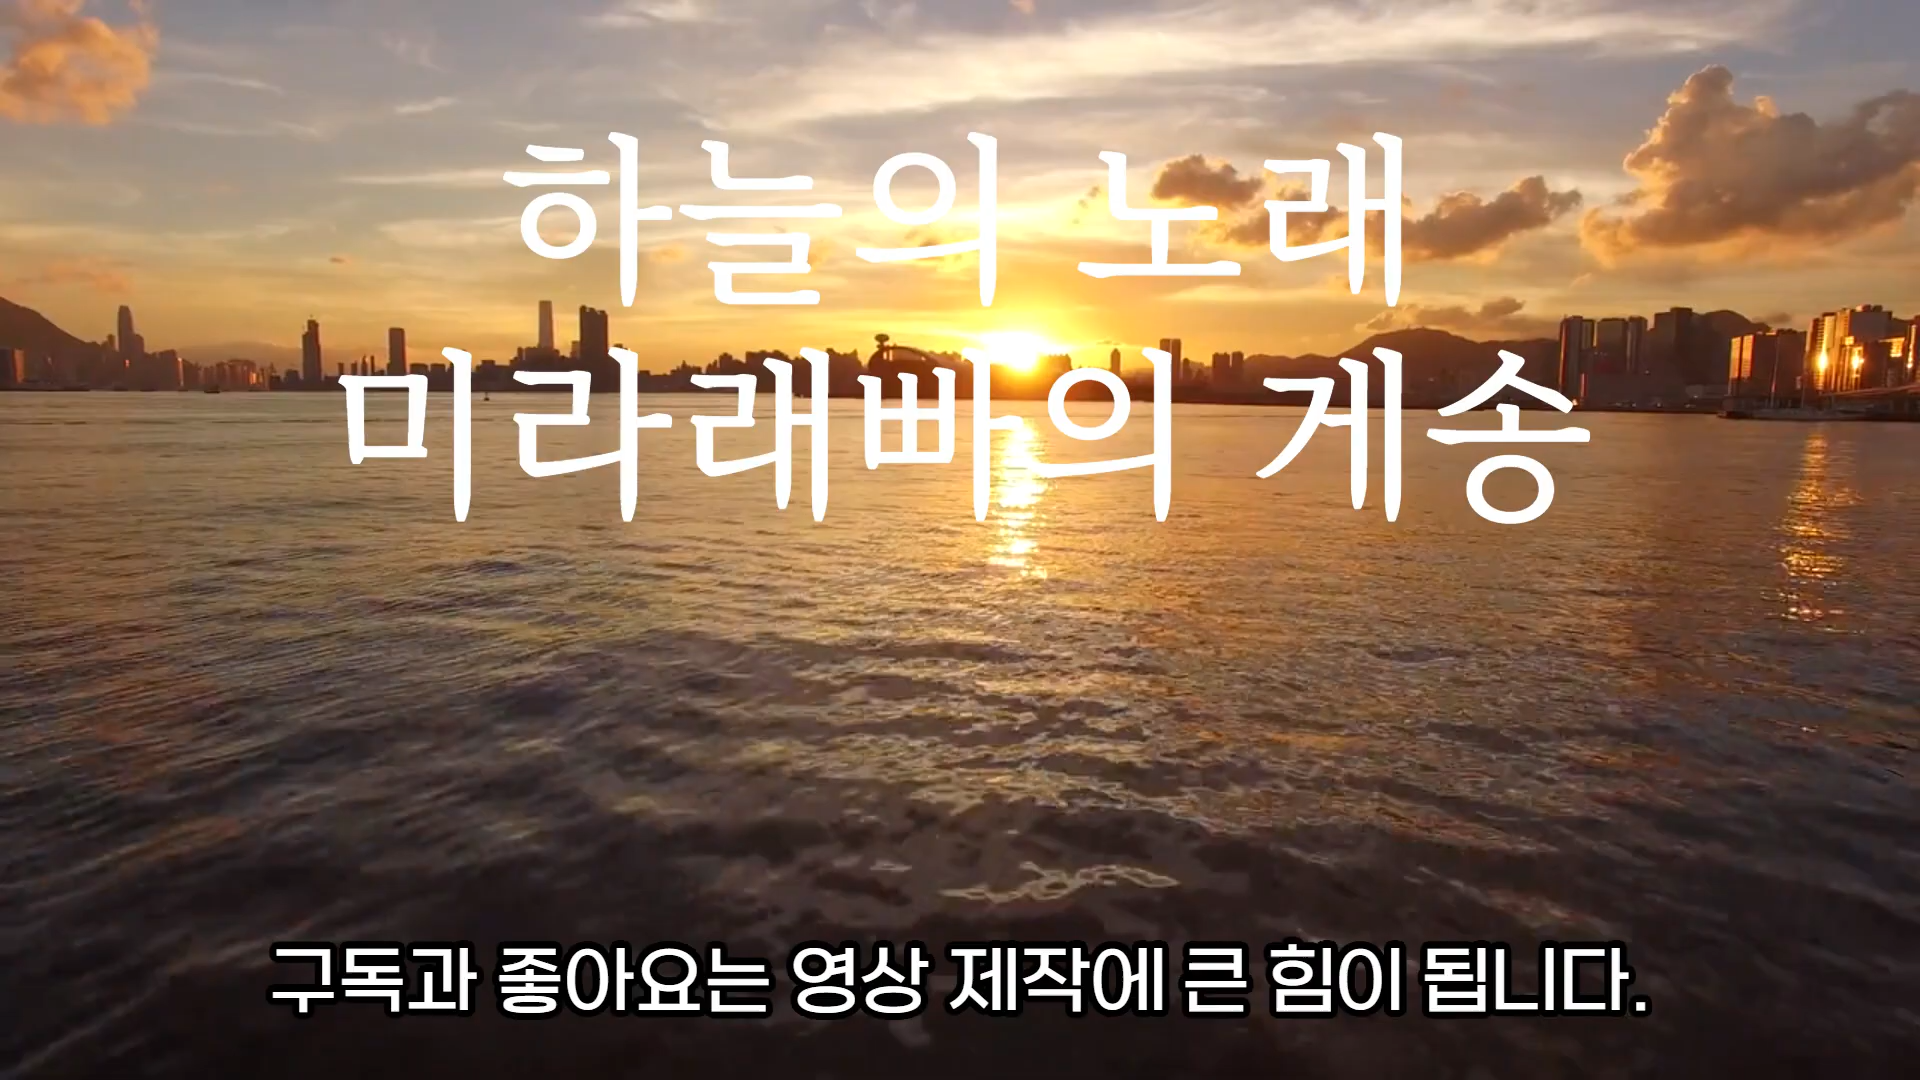 하늘의 노래
미라래빠의 게송
구독과 좋아요는 영상 제작에 큰 힘이 됩니다.